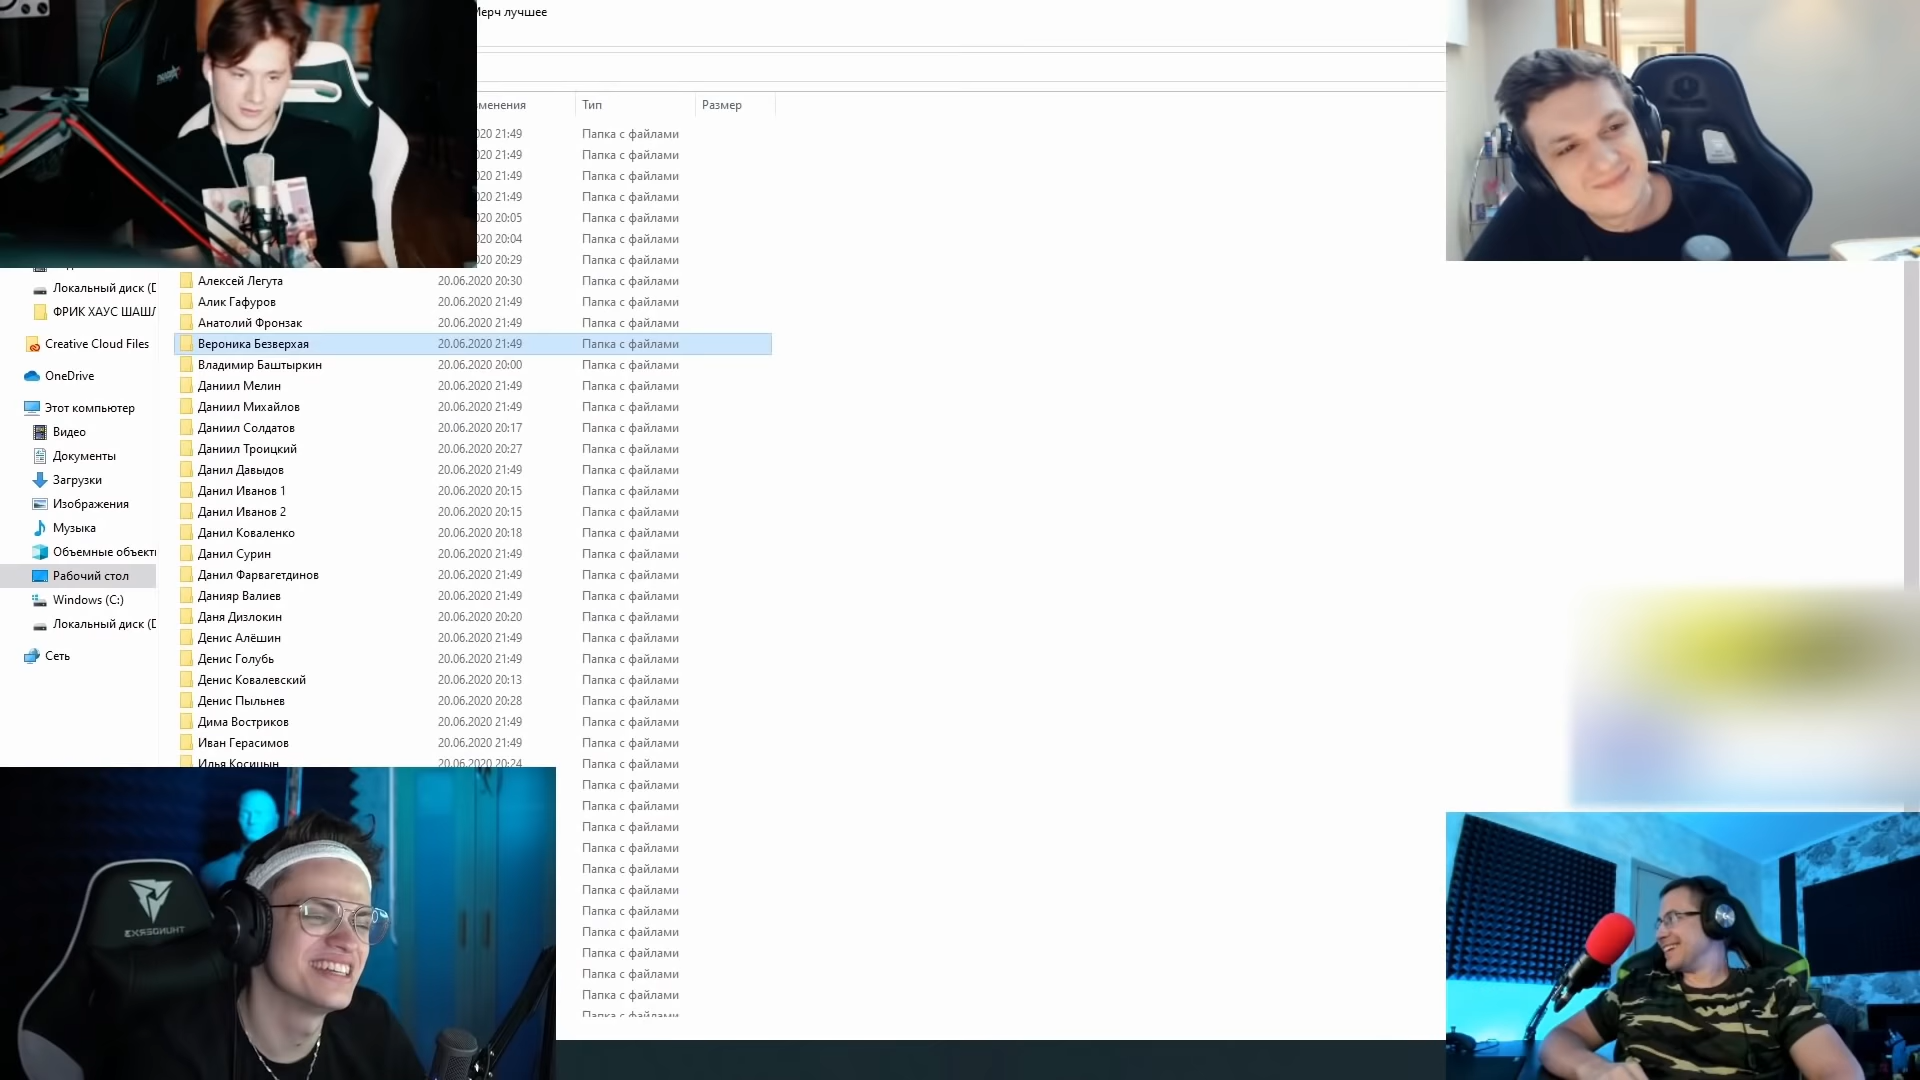 Мерч лучшее
Тип
Размер
21:49 Папка с файлами
21:49 Папка с файлами
21:49 Папка с файлами
21:49 Папка с файлами
20:05 Папка с файлами
20:04 Папка с файлами
20:29 Папка с файлами
Алексей Легута 20.06.2020 20:30 Папка с файлами
Алик Гафуров 20.06.2020 21:49 Папка с файлами
Анатолий Фронзак 20.06.2020 21:49 Папка с файлами
Вероника Безверхая 20.06.2020 21:49 Папка с файлами
Владимир Баштыркин 20.06.2020 20:00 Папка с файлами
Даниил Мелин 20.06.2020 21:49 Папка с файлами
Даниил Михайлов 20.06.2020 21:49 Папка с файлами
Даниил Солдатов 20.06.2020 20:17 Папка с файлами
Даниил Троицкий 20.06.2020 20:27 Папка с файлами
Данил Давыдов 20.06.2020 21:49 Папка с файлами
Данил Иванов 1 20.06.2020 20:15 Папка с файлами
Данил Иванов 2 20.06.2020 20:15 Папка с файлами
Данил Коваленко 20.06.2020 20:18 Папка с файлами
Данил Сурин 20.06.2020 21:49 Папка с файлами
Данил Фарвагетдинов 20.06.2020 21:49 Папка с файлами
Данияр Валиев 20.06.2020 21:49 Папка с файлами
Даня Дизлокин 20.06.2020 20:20 Папка с файлами
Денис Алёшин 20.06.2020 21:49 Папка с файлами
Денис Голубь 20.06.2020 21:49 Папка с файлами
Денис Ковалевский 20.06.2020 20:13 Папка с файлами
Денис Пыльнев 20.06.2020 20:28 Папка с файлами
Дима Востриков 20.06.2020 21:49 Папка с файлами
Иван Герасимов 20.06.2020 21:49 Папка с файлами
Илья Косицын 20.06.2020 20:24 Папка с файлами
Папка с файлами
Папка с файлами
Папка с файлами
Папка с файлами
Папка с файлами
Папка с файлами
Папка с файлами
Папка с файлами
Папка с файлами
Папка с файлами
Папка с файлами
Папка с файлами
Локальный диск (D
ФРИК ХАУС ШАШЛ
Creative Cloud Files
OneDrive
Этот компьютер
Видео
Документы
Загрузки
Изображения
Музыка
Объемные объекты
Рабочий стол
Windows (C:)
Локальный диск (D
Сеть
THUNDERX3